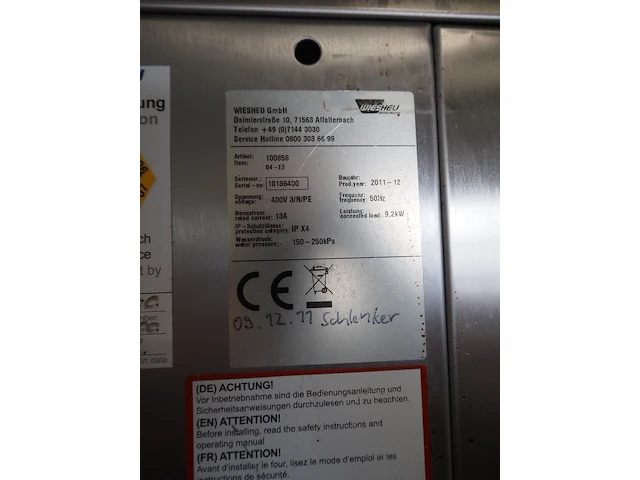 WIESHEU GmbH
Daimlerstraße 10, 71563 Affalterbach
Telefon +49 (0)7144 3030
Service Hotline 0800 303 66 99
WIESHEU
Artikel:
Item: 100858
B4-E2
Seriennr.:
Serial-no: 10186400
Baujahr:
Prod.year: 2011-12
Spannung:
voltage: 400V 3/N/PE
Frequenz:
frequency: 50Hz
Nennstrom:
rated current: 13A
Leistung:
connected load: 9,2kW
IP-Schutzklasse:
protection category: IP X4
Wasserdruck:
water pressure: 150-250kPa
CE
09.12.11 Schlenker
(DE) ACHTUNG!
Vor Inbetriebnahme sind die Bedienungsanleitung und
Sicherheitsanweisungen durchzulesen und zu beachten.
(EN) ATTENTION!
Before installing, read the safety instructions and
operating manual
(FR) ATTENTION!
Avant d'installer le four, lisez le mode d'emploi et les
instructions de sécurité.